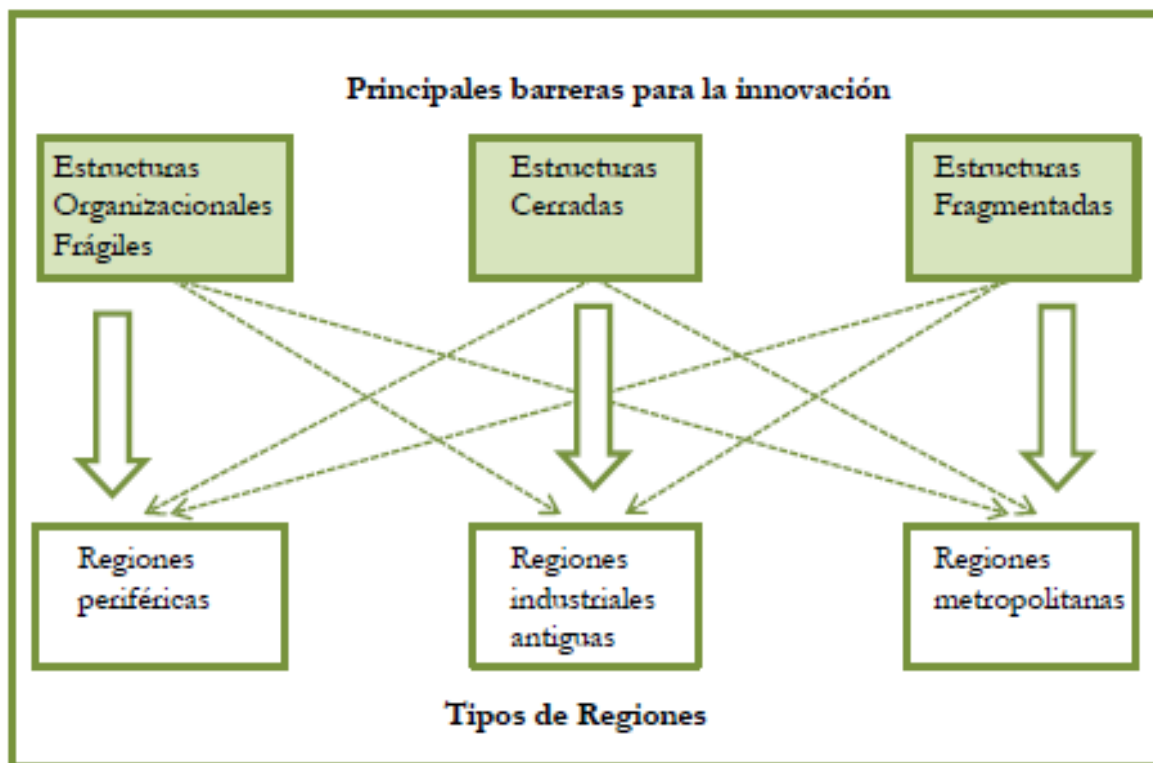 Principales barreras para la innovación
Estructuras
Organizacionales
Frágiles
Estructuras
Cerradas
Estructuras
Fragmentadas
Regiones
periféricas
Regiones
industriales
antiguas
Regiones
metropolitanas
Tipos de Regiones